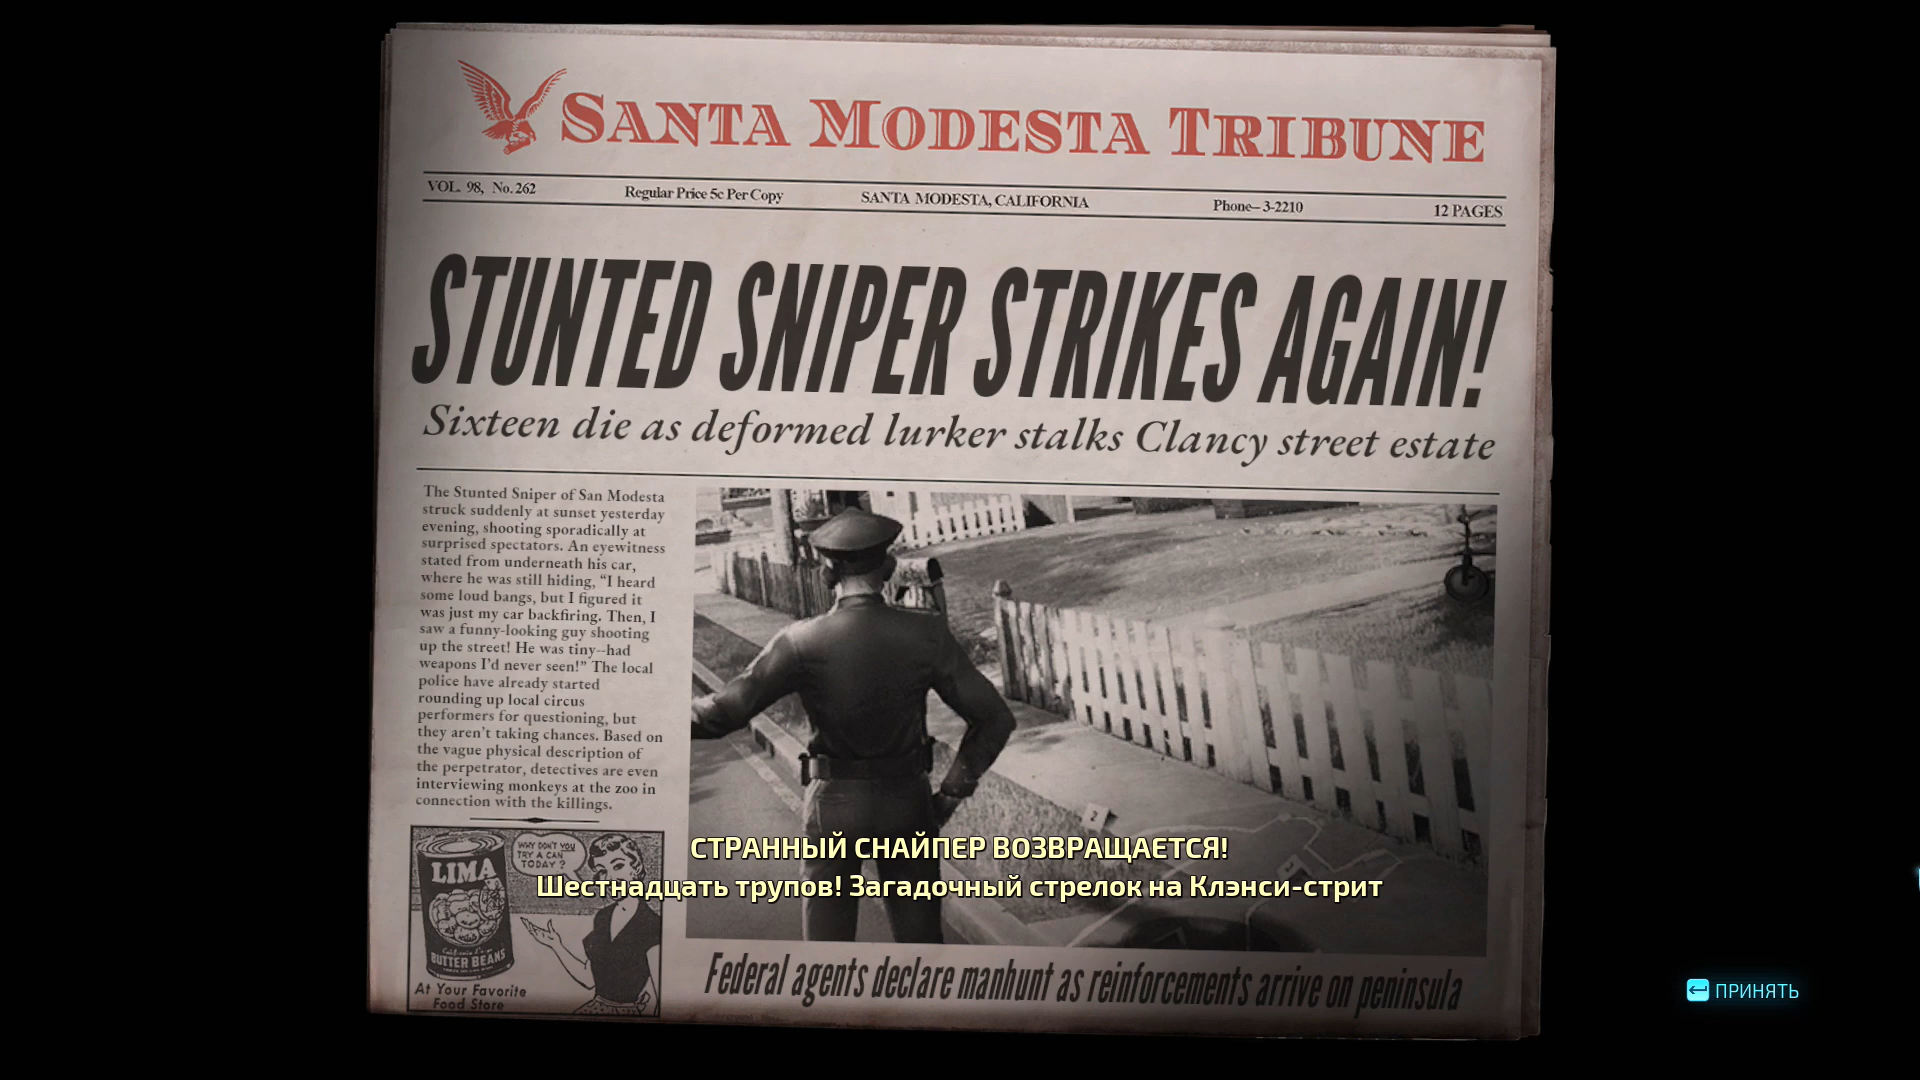 SANTA MODESTA TRIBUNE
VOL. 98, No. 262 Regular Price 5c Per Copy SANTA MODESTA, CALIFORNIA Phone–3-2210 12 PAGES
STUNTED SNIPER STRIKES AGAIN!
Sixteen die as deformed lurker stalks Clancy street estate
The Stunted Sniper of San Modesta
struck suddenly at sunset yesterday
evening, shooting sporadically at
surprised spectators. An eyewitness
stated from underneath his car,
where he was still hiding, “I heard
some loud bangs, but I figured it
was just my car backfiring. Then, I
saw a funny-looking guy shooting
up the street! He was tiny--had
weapons I'd never seen!” The local
police have already started
rounding up local circus
performers for questioning, but
they aren't taking chances. Based on
the vague physical description of
the perpetrator, detectives are even
interviewing monkeys at the zoo in
connection with the killings.
WHY DON'T YOU
TRY A CAN
TODAY?
LIMA
BUTTER BEANS
At Your Favorite
Food Store
2
СТРАННЫЙ СНАЙПЕР ВОЗВРАЩАЕТСЯ!
Шестнадцать трупов! Загадочный стрелок на Клэнси-стрит
Federal agents declare manhunt as reinforcements arrive on peninsula
ПРИНЯТЬ